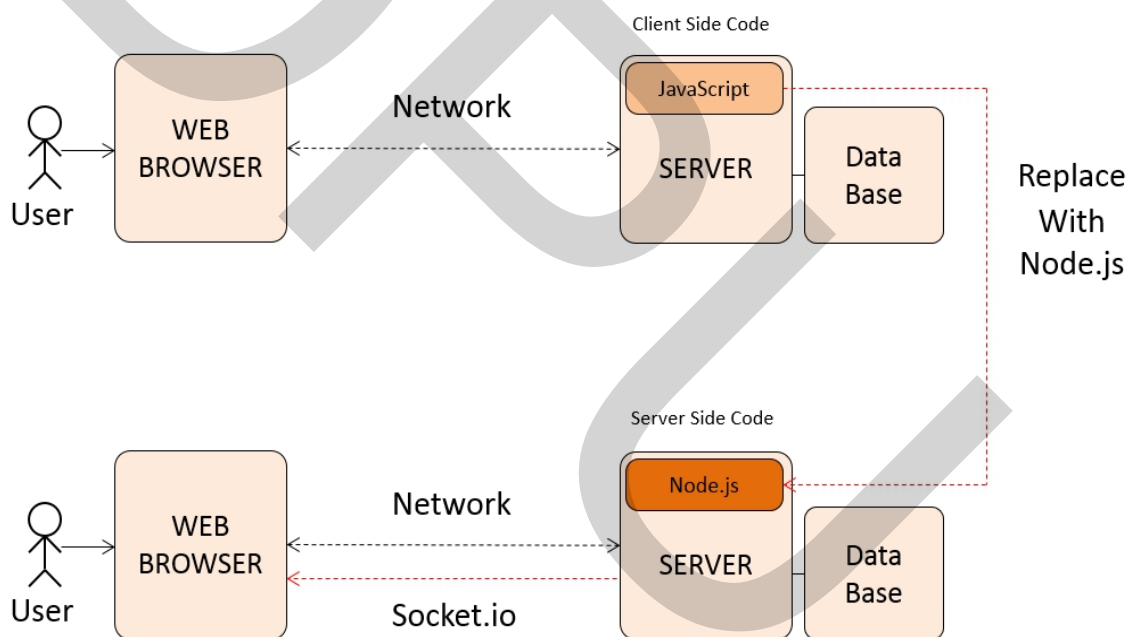 Client Side Code
JavaScript
Network
WEB
BROWSER
SERVER
Data
Base
User
Replace
With
Node.js
Server Side Code
Node.js
Network
WEB
BROWSER
SERVER
Data
Base
User
Socket.io